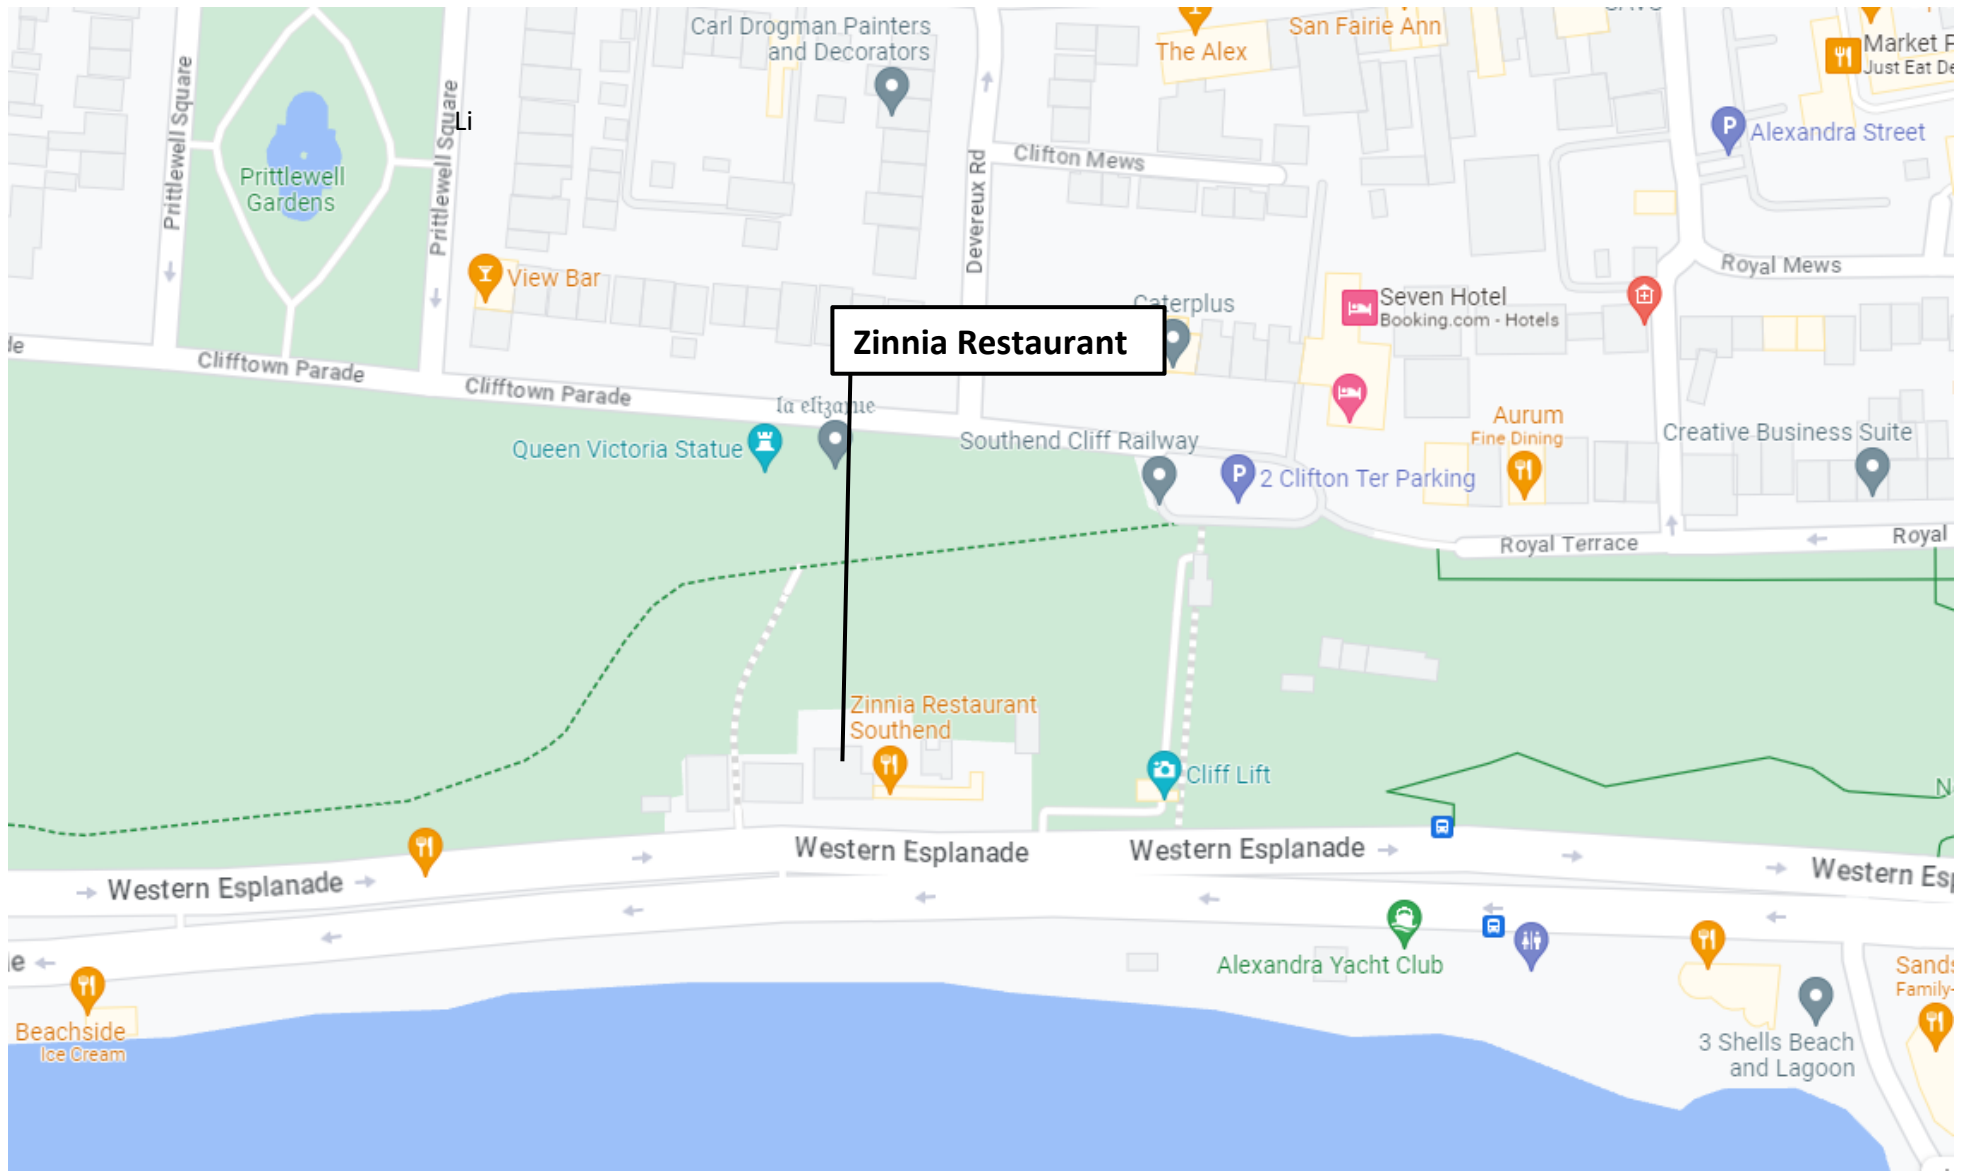 Carl Drogman Painters
and Decorators
The Alex
San Fairie Ann
Market
Just Eat
Prittlewell Square
Prittlewell Square
Li
Alexandra Street
Clifton Mews
Prittlewell
Gardens
Devereux Rd
View Bar
Royal Mews
Caterplus
Seven Hotel
Booking.com - Hotels
Zinnia Restaurant
Clifftown Parade
Clifftown Parade
la elizame
Queen Victoria Statue
Southend Cliff Railway
Aurum
Fine Dining
Creative Business Suite
P
P
2 Clifton Ter Parking
Royal Terrace
Royal
Zinnia Restaurant
Southend
Cliff Lift
Western Esplanade
Western Esplanade
Western Esplanade
Western
Alexandra Yacht Club
Beachside
Ice Cream
3 Shells Beach
and Lagoon
Sands
Family-